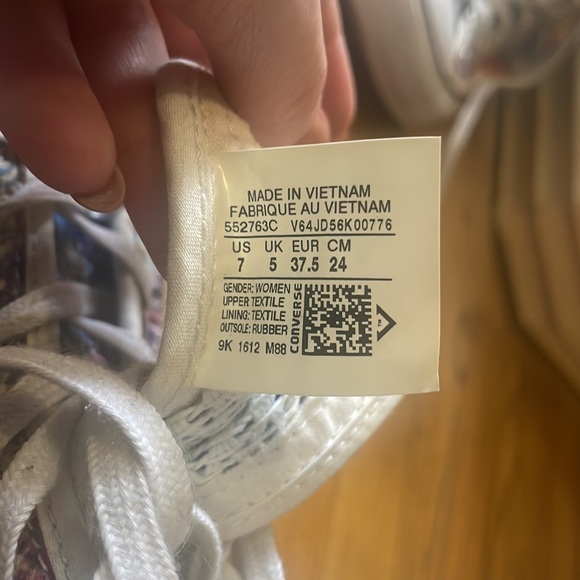 MADE IN VIETNAM
FABRIQUE AU VIETNAM
552763C V64JD56K00776
US UK EUR CM
7 5 37.5 24
GENDER: WOMEN
UPPER: TEXTILE
LINING: TEXTILE
OUTSOLE: RUBBER
9K 1612 M88
CONVERSE